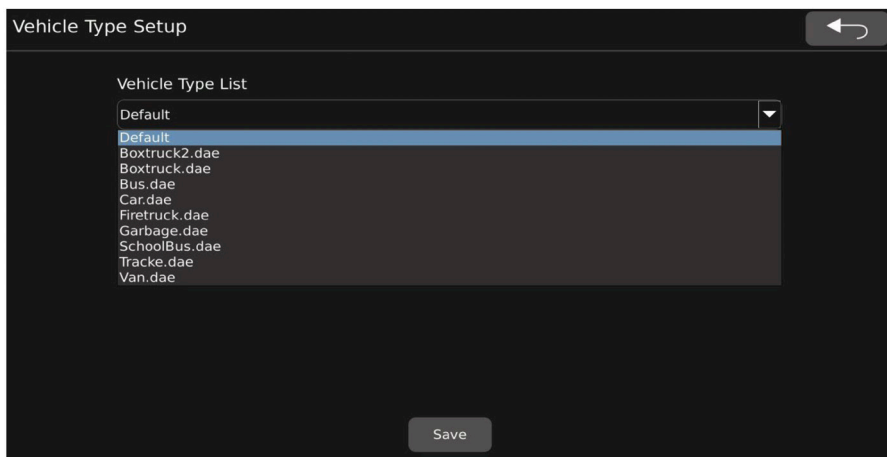 Vehicle Type Setup
Vehicle Type List
Default
Default
Boxtruck2.dae
Boxtruck.dae
Bus.dae
Car.dae
Firetruck.dae
Garbage.dae
SchoolBus.dae
Tracke.dae
Van.dae
Save